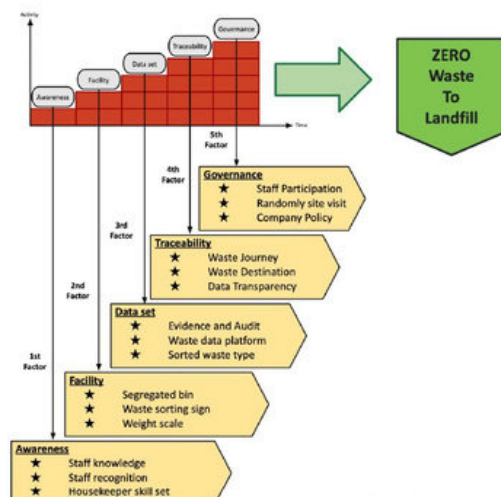 Activity
Governance
Traceability
Data set
Facility
Awareness
Time
ZERO
Waste
To
Landfill
5th
Factor
Governance
★ Staff Participation
★ Randomly site visit
★ Company Policy
4th
Factor
Traceability
★ Waste Journey
★ Waste Destination
★ Data Transparency
3rd
Factor
Data set
★ Evidence and Audit
★ Waste data platform
★ Sorted waste type
2nd
Factor
Facility
★ Segregated bin
★ Waste sorting sign
★ Weight scale
1st
Factor
Awareness
★ Staff knowledge
★ Staff recognition
★ Housekeeper skill set